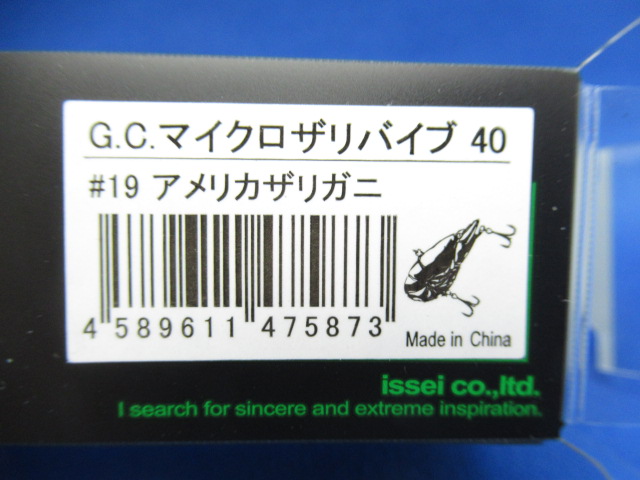 G.C.マイクロザリバイブ 40
#19 アメリカザリガニ
4 589611 475873
Made in China
issei co.,ltd.
I search for sincere and extreme inspiration.